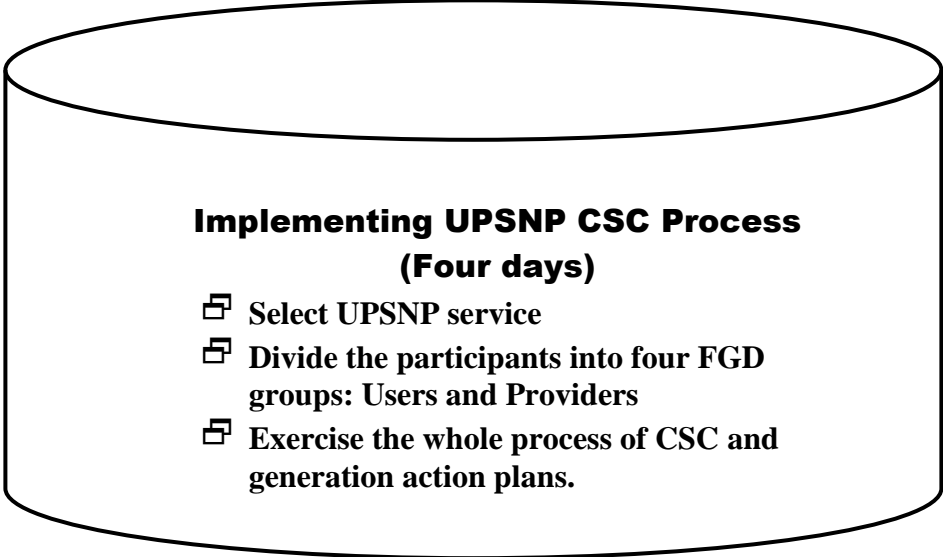 Implementing UPSNP CSC Process
(Four days)
Select UPSNP service
Divide the participants into four FGD
groups: Users and Providers
Exercise the whole process of CSC and
generation action plans.